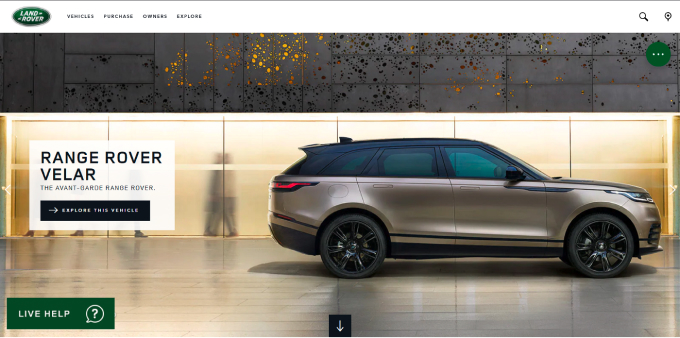 LAND-
ROVER
VEHICLES PURCHASE OWNERS EXPLORE
RANGE ROVER
VELAR
THE AVANT-GARDE RANGE ROVER.
→ EXPLORE THIS VEHICLE
LIVE HELP ?